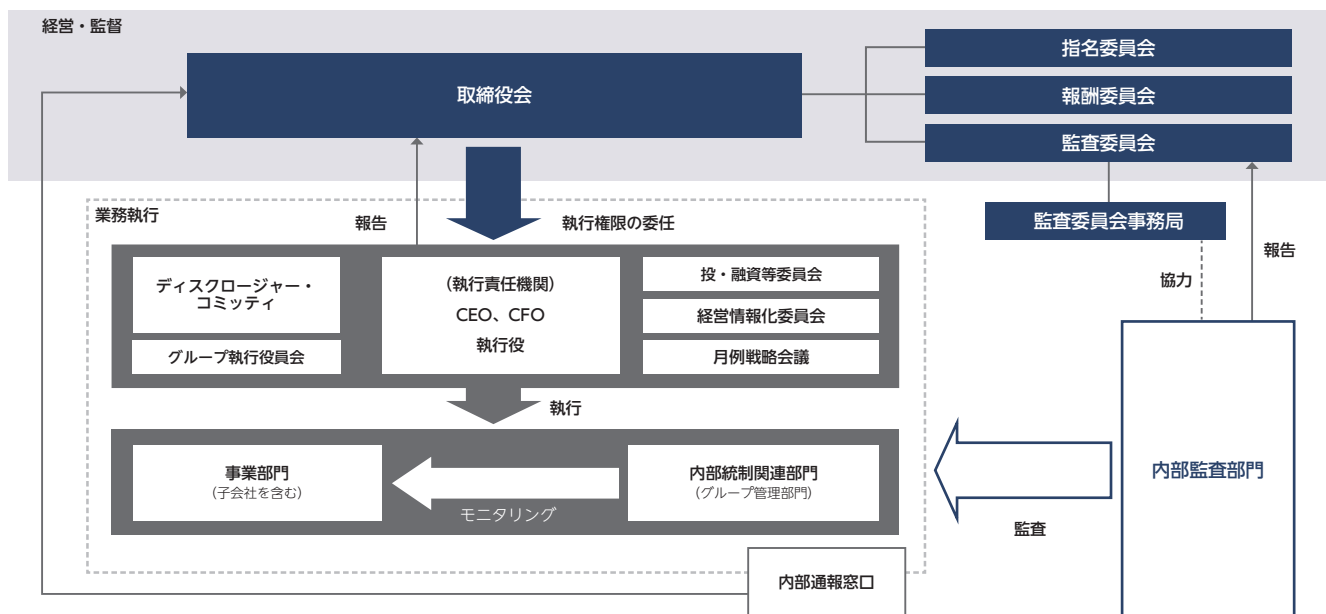 経営・監督
取締役会
指名委員会
報酬委員会
監査委員会
監査委員会事務局
業務執行
報告
執行権限の委任
報告
協力
ディスクロージャー・
コミッティ
グループ執行役員会
(執行責任機関)
CEO、CFO
執行役
投・融資等委員会
経営情報化委員会
月例戦略会議
執行
事業部門
(子会社を含む)
モニタリング
内部統制関連部門
(グループ管理部門)
監査
内部監査部門
内部通報窓口